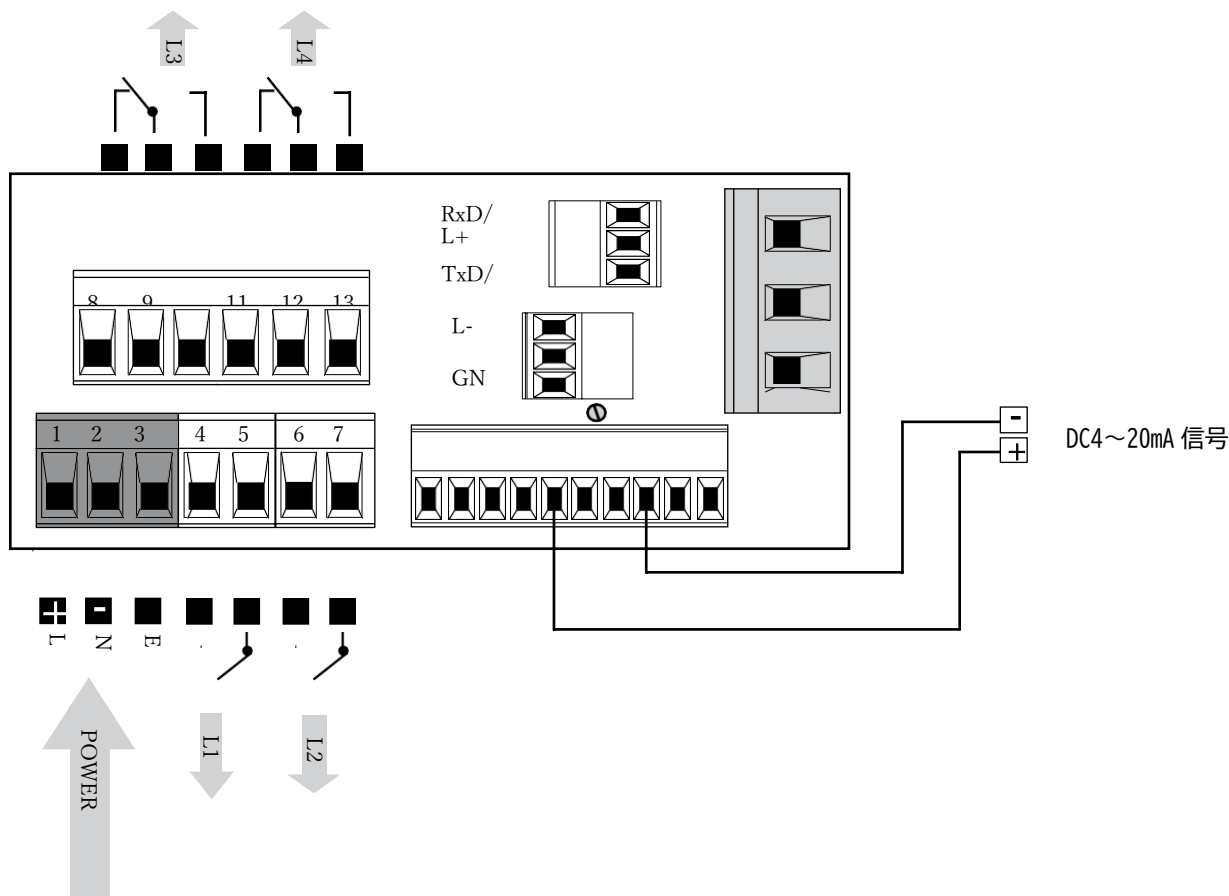 L3
L4
RxD/
L+
TxD/
L-
GN
8 9 11 12 13
1 2 3 4 5 6 7
-
+
DC4～20mA 信号
+ -
L N E
POWER
L1
L2